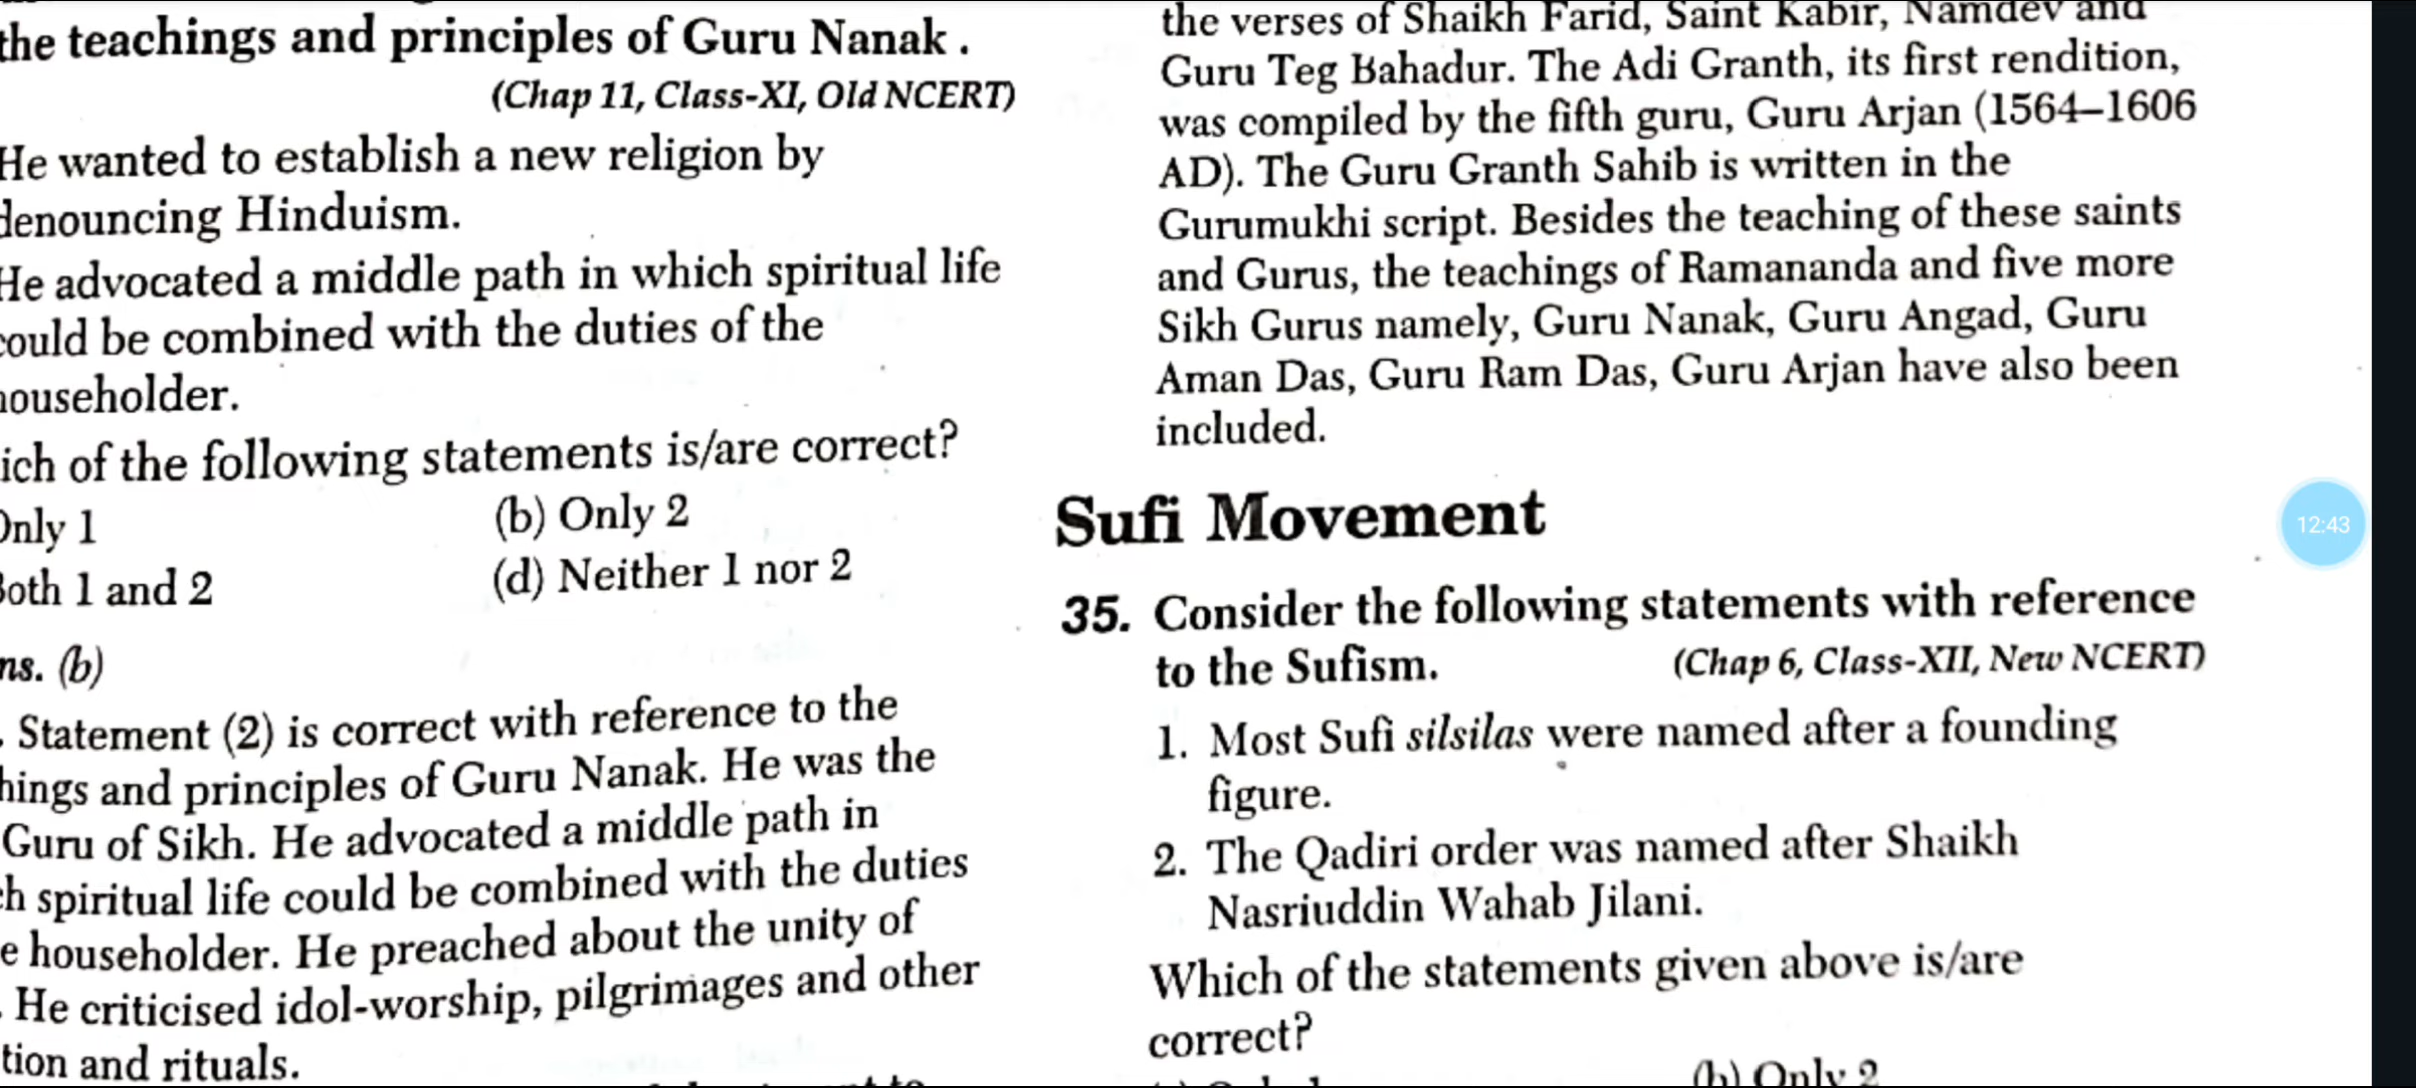 the teachings and principles of Guru Nanak .
(Chap 11, Class-XI, Old NCERT)
He wanted to establish a new religion by
denouncing Hinduism.
He advocated a middle path in which spiritual life
could be combined with the duties of the
householder.
ich of the following statements is/are correct?
Only 1
(b) Only 2
Both 1 and 2
(d) Neither 1 nor 2
ns. (b)
. Statement (2) is correct with reference to the
hings and principles of Guru Nanak. He was the
Guru of Sikh. He advocated a middle path in
ch spiritual life could be combined with the duties
e householder. He preached about the unity of
. He criticised idol-worship, pilgrimages and other
tion and rituals.
the verses of Shaikh Farid, Saint Kabir, Namdev and
Guru Teg Bahadur. The Adi Granth, its first rendition,
was compiled by the fifth guru, Guru Arjan (1564–1606
AD). The Guru Granth Sahib is written in the
Gurumukhi script. Besides the teaching of these saints
and Gurus, the teachings of Ramananda and five more
Sikh Gurus namely, Guru Nanak, Guru Angad, Guru
Aman Das, Guru Ram Das, Guru Arjan have also been
included.
Sufi Movement
35. Consider the following statements with reference
to the Sufism.
(Chap 6, Class-XII, New NCERT)
1. Most Sufi silsilas were named after a founding
figure.
2. The Qadiri order was named after Shaikh
Nasriuddin Wahab Jilani.
Which of the statements given above is/are
correct?
(b) Only 2
12:43